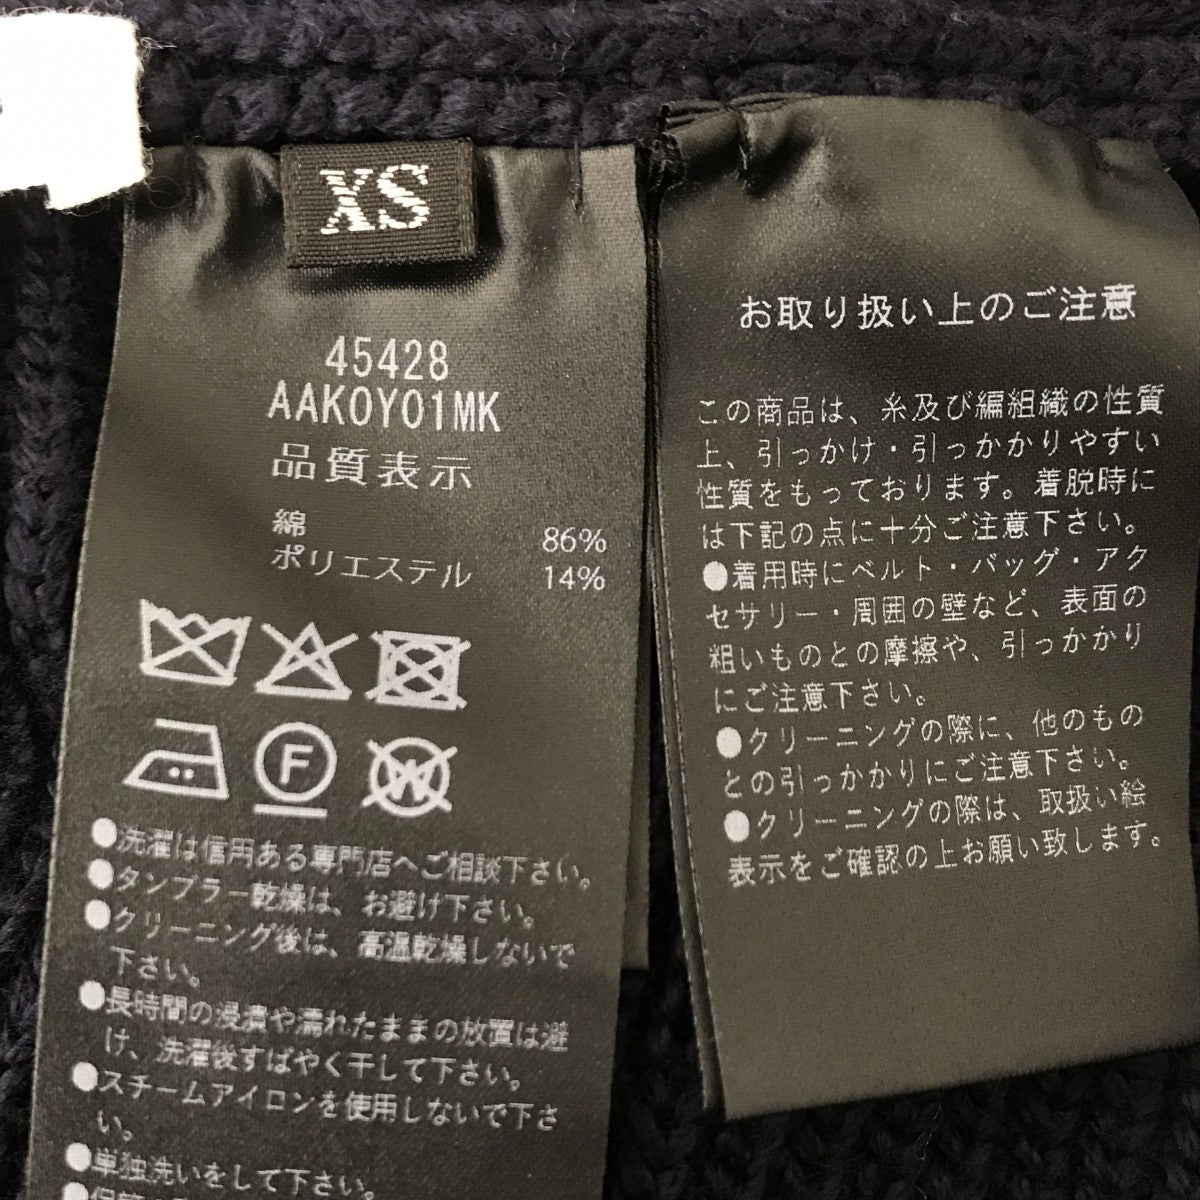 XS
45428
AAKOY01MK
品質表示
綿 86%
ポリエステル 14%
F
W
●洗濯は信用ある専門店へご相談下さい。
●タンブラー乾燥は、お避け下さい。
●クリーニング後は、高温乾燥しないで
下さい。
●長時間の浸漬や濡れたままの放置は避
け、洗濯後すばやく干して下さい。
●スチームアイロンを使用しないで下さ
い。
●単独洗いをして下さい。
お取り扱い上のご注意
この商品は、糸及び編組織の性質
上、引っかけ・引っかかりやすい
性質をもっております。着脱時に
は下記の点に十分ご注意下さい。
●着用時にベルト・バッグ・アク
セサリー・周囲の壁など、表面の
粗いものとの摩擦や、引っかかり
にご注意下さい。
●クリーニングの際に、他のもの
との引っかかりにご注意下さい。
●クリーニングの際は、取扱い絵
表示をご確認の上お願い致します。